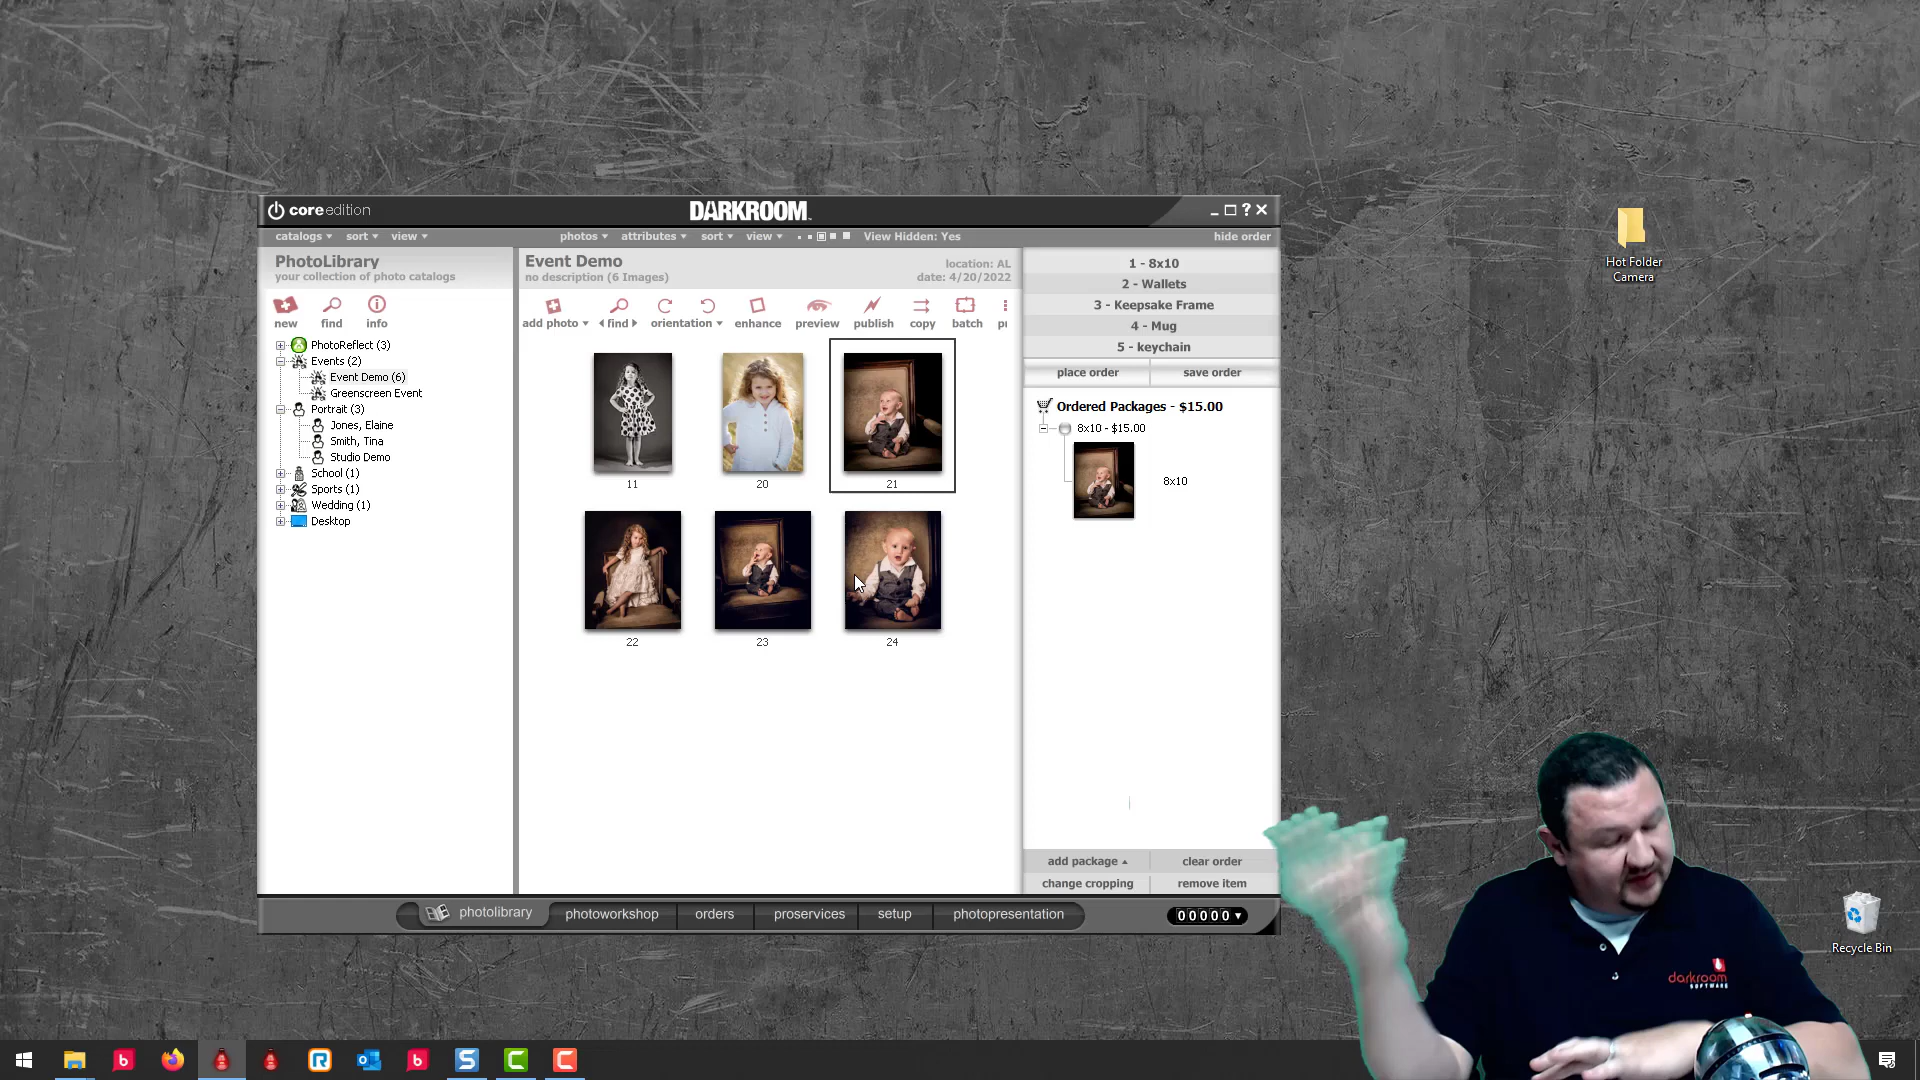 coreedition
DARKROOM
catalogs sort view
photos attributes sort view View Hidden: Yes
hide order
PhotoLibrary
your collection of photo catalogs
new find info
PhotoReflect (3)
Events (2)
Event Demo (6)
Greenscreen Event
Portrait (3)
Jones, Elaine
Smith, Tina
Studio Demo
School (1)
Sports (1)
Wedding (1)
Desktop
Event Demo
no description (6 Images)
location: AL
date: 4/20/2022
add photo find orientation enhance preview publish copy batch
11
20
21
22
23
24
1 - 8x10
2 - Wallets
3 - Keepsake Frame
4 - Mug
5 - keychain
place order save order
Ordered Packages - $15.00
8x10 - $15.00
8x10
add package clear order
change cropping remove item
photolibrary photoworkshop orders proservices setup photopresentation
00000
Hot Folder
Camera
Recycle Bin
darkroom
SOFTWARE